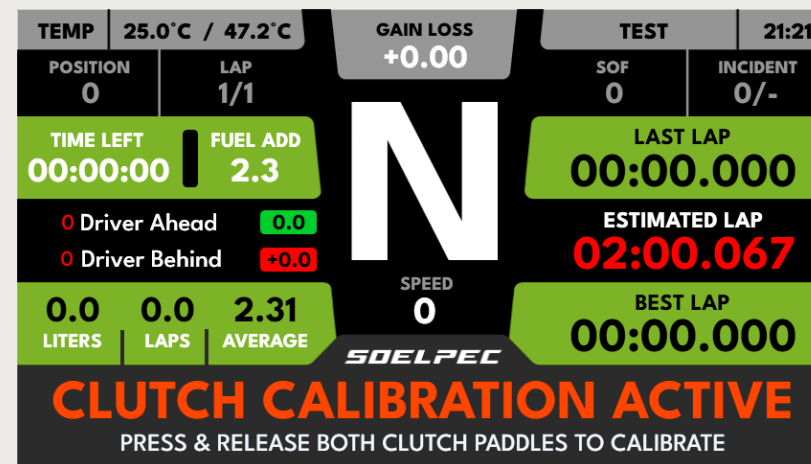 TEMP 25.0°C / 47.2°C
GAIN LOSS
+0.00
TEST 21:21
POSITION
0
LAP
1/1
SOF
0
INCIDENT
0/-
TIME LEFT
00:00:00
FUEL ADD
2.3
N
LAST LAP
00:00.000
0 Driver Ahead 0.0
0 Driver Behind +0.0
ESTIMATED LAP
02:00.067
SPEED
0
0.0
LITERS
0.0
LAPS
2.31
AVERAGE
BEST LAP
00:00.000
SOELPEC
CLUTCH CALIBRATION ACTIVE
PRESS & RELEASE BOTH CLUTCH PADDLES TO CALIBRATE